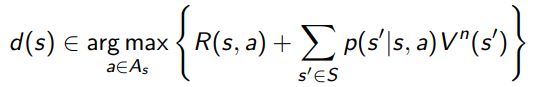 d(s) ∈ arg max_{a∈A_s} { R(s, a) + ∑_{s′∈S} p(s′|s, a)V^n(s′) }